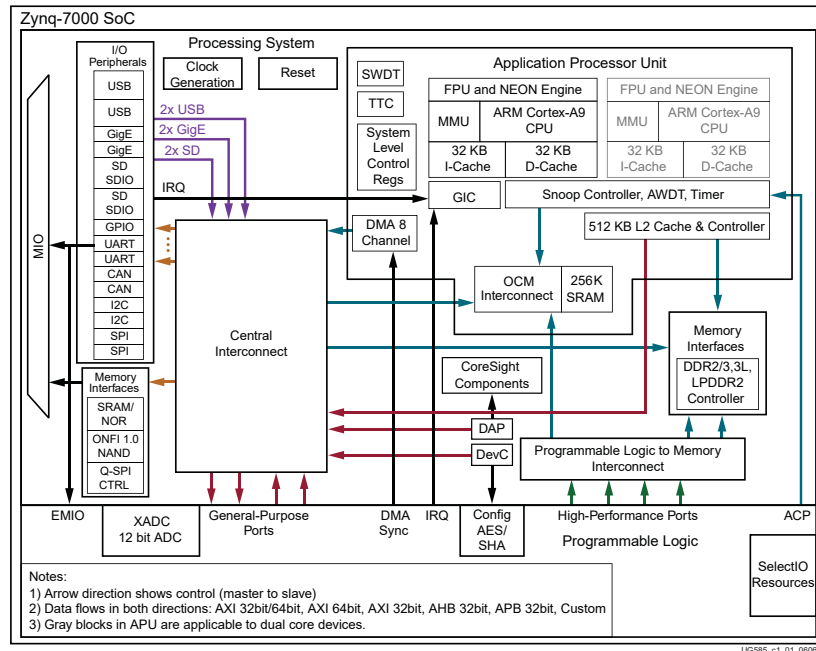 Zynq-7000 SoC
I/O
Peripherals
USB
USB
GigE
GigE
SD
SDIO
SD
SDIO
GPIO
UART
UART
CAN
CAN
I2C
I2C
SPI
SPI
MIO
Processing System
Clock
Generation
Reset
2x USB
2x GigE
2x SD
IRQ
Application Processor Unit
SWDT
TTC
System
Level
Control
Regs
FPU and NEON Engine
MMU
ARM Cortex-A9
CPU
32 KB
I-Cache
32 KB
D-Cache
FPU and NEON Engine
MMU
ARM Cortex-A9
CPU
32 KB
I-Cache
32 KB
D-Cache
GIC
Snoop Controller, AWDT, Timer
DMA 8
Channel
512 KB L2 Cache & Controller
OCM
Interconnect
256K
SRAM
Central
Interconnect
Memory
Interfaces
DDR2/3,3L,
LPDDR2
Controller
CoreSight
Components
DAP
DevC
Programmable Logic to Memory
Interconnect
Memory
Interfaces
SRAM/
NOR
ONFI 1.0
NAND
Q-SPI
CTRL
EMIO
XADC
12 bit ADC
General-Purpose
Ports
DMA
Sync
IRQ
Config
AES/
SHA
High-Performance Ports
ACP
Programmable Logic
SelectIO
Resources
Notes:
1) Arrow direction shows control (master to slave)
2) Data flows in both directions: AXI 32bit/64bit, AXI 64bit, AXI 32bit, AHB 32bit, APB 32bit, Custom
3) Gray blocks in APU are applicable to dual core devices.